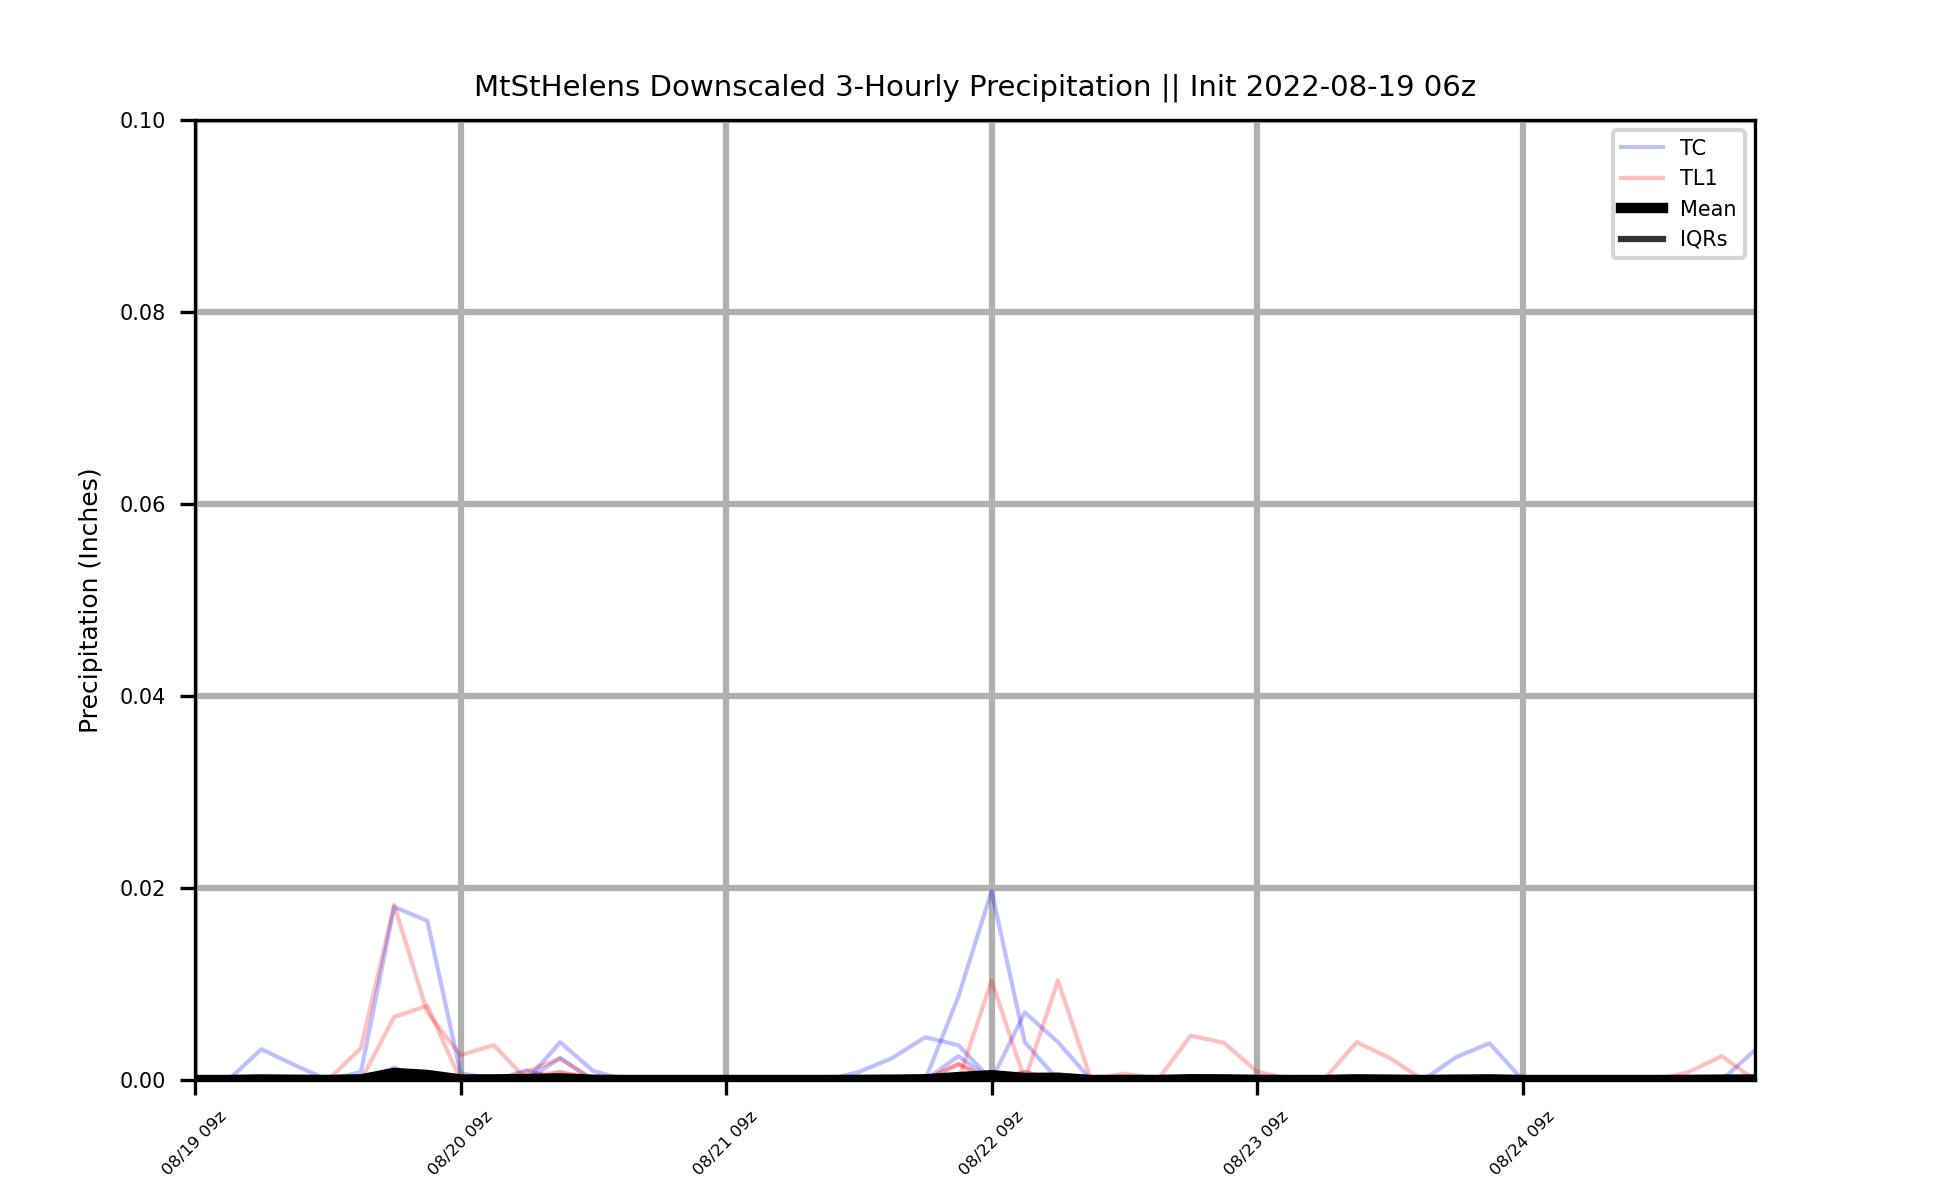 MtStHelens Downscaled 3-Hourly Precipitation || Init 2022-08-19 06z
TC
TL1
Mean
IQRs
Precipitation (Inches)
0.10
0.08
0.06
0.04
0.02
0.00
08/19 09z
08/20 09z
08/21 09z
08/22 09z
08/23 09z
08/24 09z